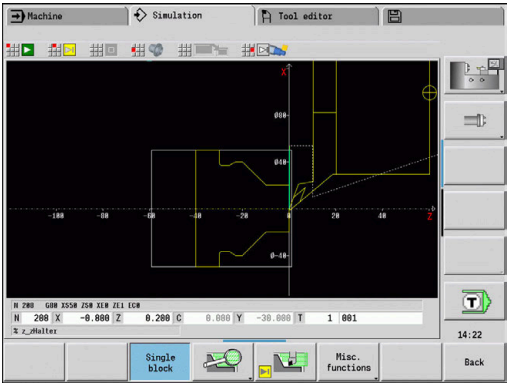 Machine
Simulation
Tool editor
X
Ø80
Ø40
-100
-80
-60
-40
-20
0
20
40
Z
Ø-40
N 208 G80 X550 Z50 XE0 ZE1 EC0
N 208 X -0.800 Z 0.200 C 0.000 Y -30.000 T 1 001
% z_zHalter
T
14:22
Single
block
Misc.
functions
Back